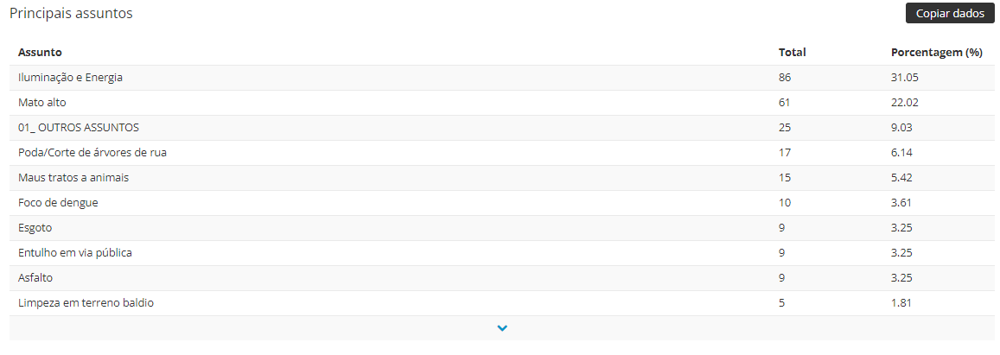 Principais assuntos Copiar dados
Assunto Total Porcentagem (%)
Iluminação e Energia 86 31.05
Mato alto 61 22.02
01_ OUTROS ASSUNTOS 25 9.03
Poda/Corte de árvores de rua 17 6.14
Maus tratos a animais 15 5.42
Foco de dengue 10 3.61
Esgoto 9 3.25
Entulho em via pública 9 3.25
Asfalto 9 3.25
Limpeza em terreno baldio 5 1.81